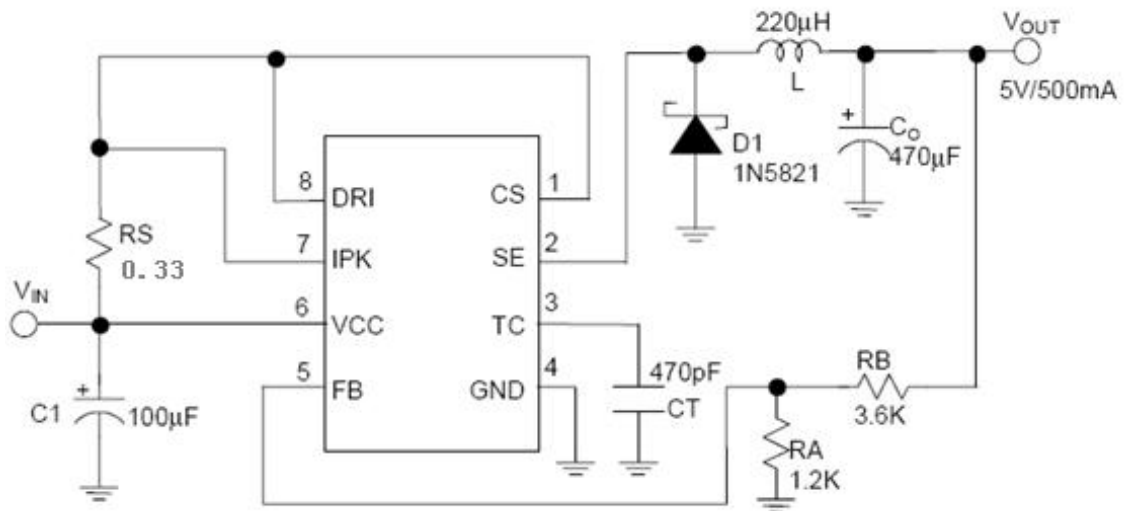 220μH
VOUT
L
5V/500mA
+
CO
470μF
D1
1N5821
8
DRI
CS
1
RS
0.33
7
IPK
SE
2
VIN
6
VCC
TC
3
5
FB
GND
4
470pF
CT
RB
3.6K
+
C1
100μF
RA
1.2K